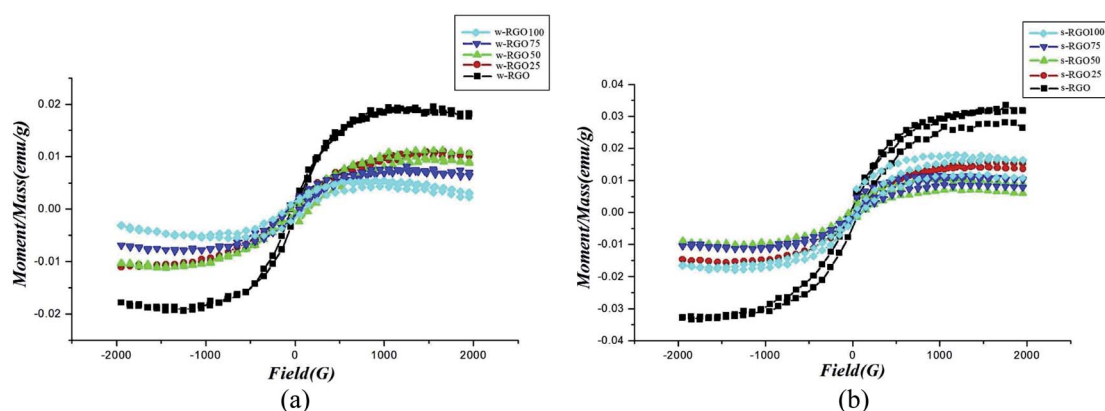 w-RGO100
w-RGO75
w-RGO50
w-RGO25
w-RGO
Moment/Mass(emu/g)
0.02
0.01
0.00
-0.01
-0.02
-2000
-1000
0
1000
2000
Field(G)
(a)
s-RGO100
s-RGO75
s-RGO50
s-RGO25
s-RGO
Moment/Mass(emu/g)
0.04
0.03
0.02
0.01
0.00
-0.01
-0.02
-0.03
-0.04
-2000
-1000
0
1000
2000
Field(G)
(b)